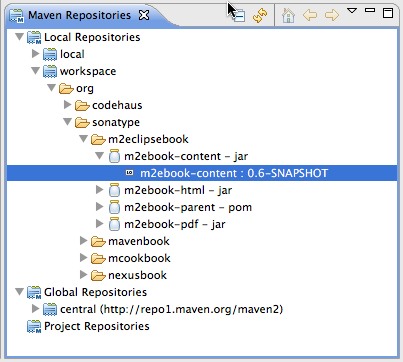 Maven Repositories
Local Repositories
local
workspace
org
codehaus
sonatype
m2eclipsebook
m2ebook-content - jar
m2ebook-content : 0.6-SNAPSHOT
m2ebook-html - jar
m2ebook-parent - pom
m2ebook-pdf - jar
mavenbook
mcookbook
nexusbook
Global Repositories
central (http://repo1.maven.org/maven2)
Project Repositories